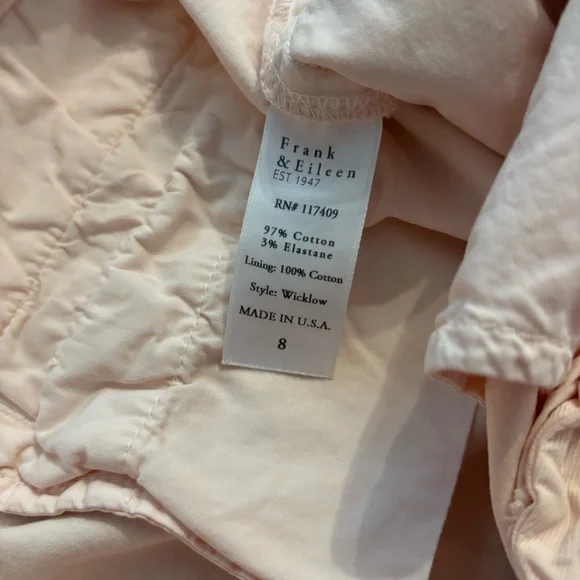 Frank
& Eileen
EST 1947
RN# 117409
97% Cotton
3% Elastane
Lining: 100% Cotton
Style: Wicklow
MADE IN U.S.A.
8